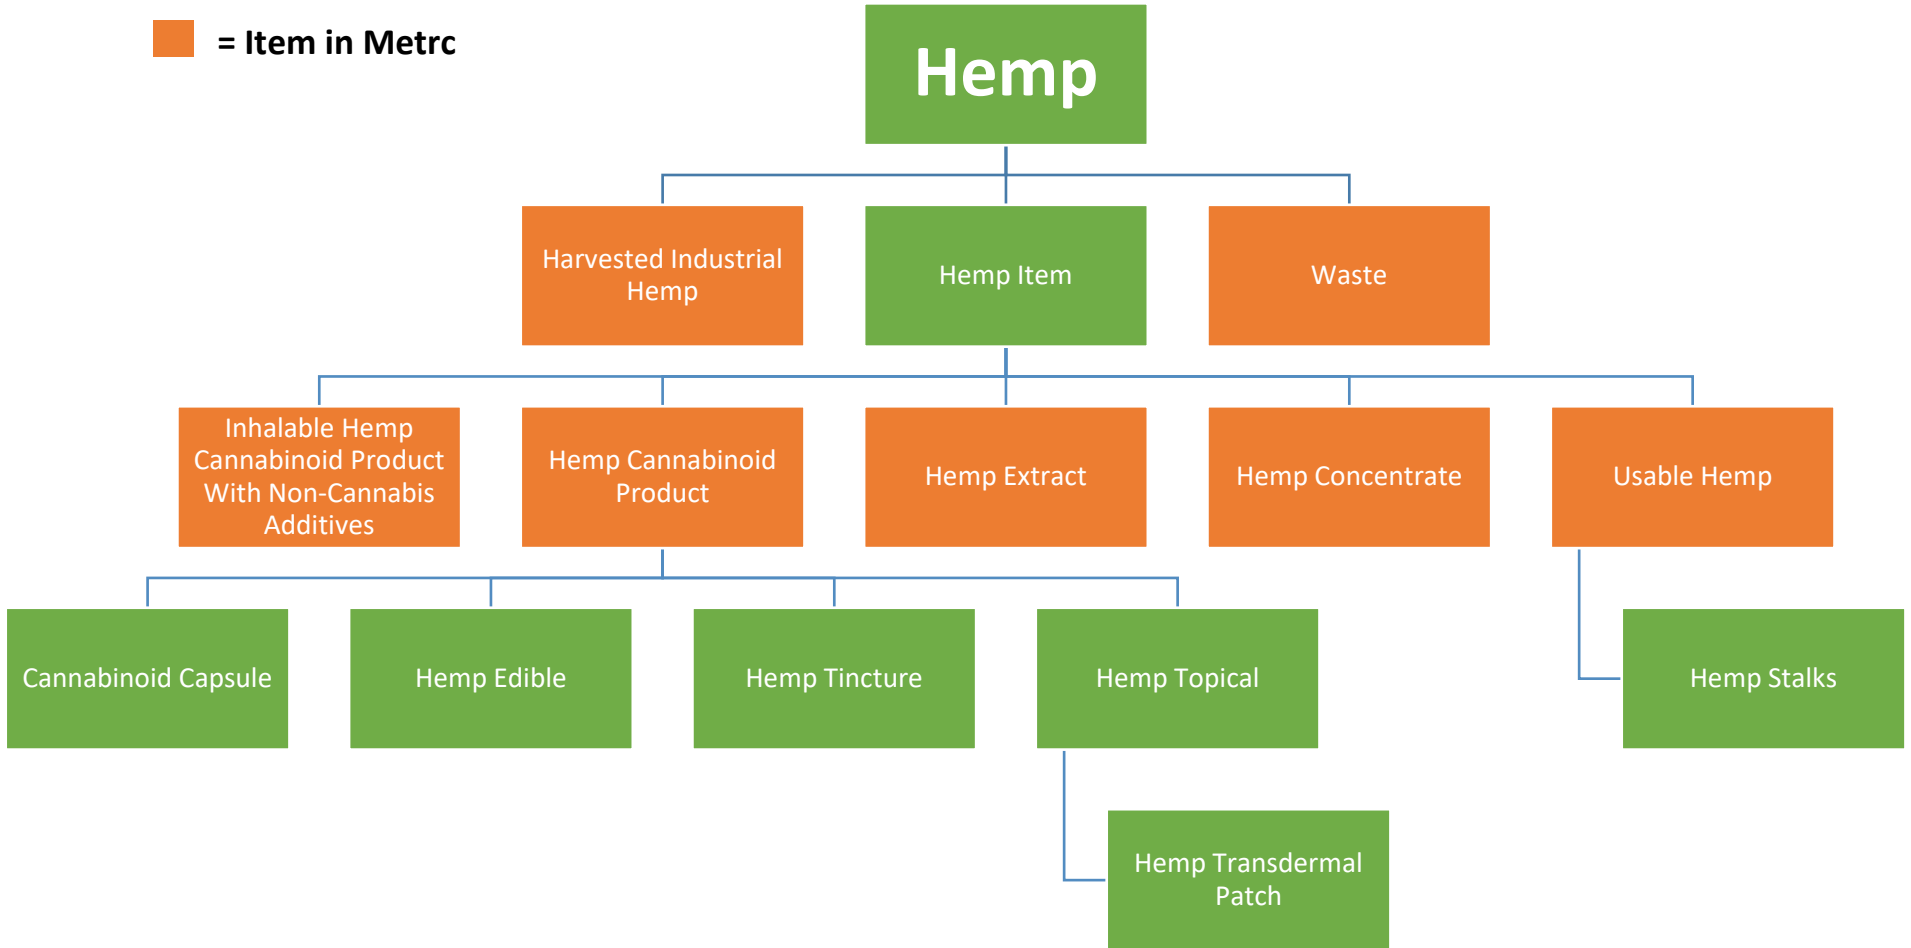 = Item in Metrc
Hemp
Harvested Industrial
Hemp
Hemp Item
Waste
Inhalable Hemp
Cannabinoid Product
With Non-Cannabis
Additives
Hemp Cannabinoid
Product
Hemp Extract
Hemp Concentrate
Usable Hemp
Cannabinoid Capsule
Hemp Edible
Hemp Tincture
Hemp Topical
Hemp Stalks
Hemp Transdermal
Patch